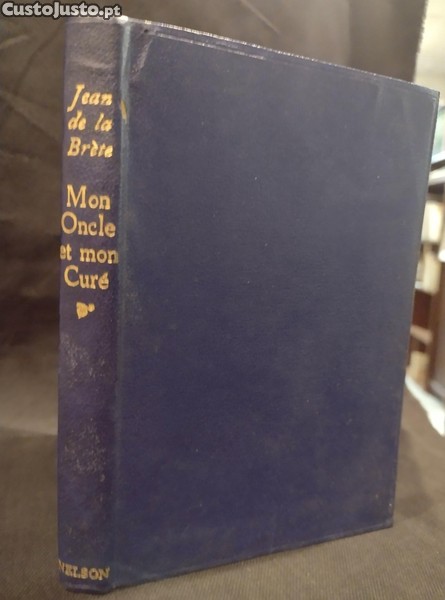 CustoJusto.pt
Jean
de la
Brète
Mon
Oncle
et mon
Curé
NELSON